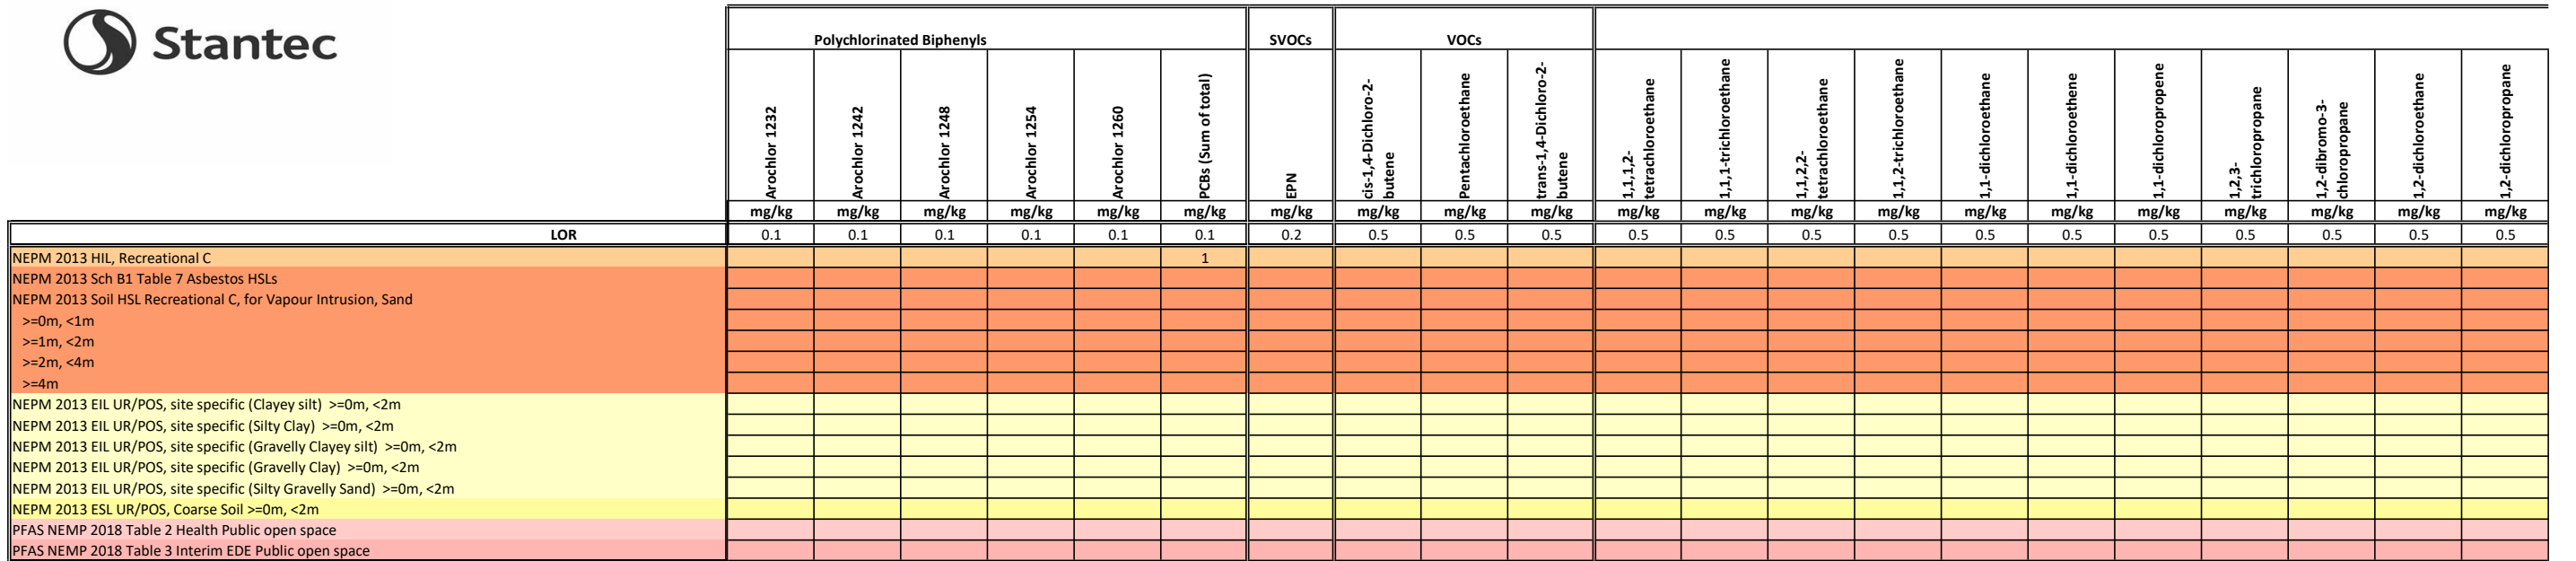 Stantec
Polychlorinated Biphenyls SVOCs VOCs
Arochlor 1232
Arochlor 1242
Arochlor 1248
Arochlor 1254
Arochlor 1260
PCBs (Sum of total)
EPN
cis-1,4-Dichloro-2-
butene
Pentachloroethane
trans-1,4-Dichloro-2-
butene
1,1,1,2-
tetrachloroethane
1,1,1-trichloroethane
1,1,2,2-
tetrachloroethane
1,1,2-trichloroethane
1,1-dichloroethane
1,1-dichloroethene
1,1-dichloropropene
1,2,3-
trichloropropane
1,2-dibromo-3-
chloropropane
1,2-dichloroethane
1,2-dichloropropane
mg/kg mg/kg mg/kg mg/kg mg/kg mg/kg mg/kg mg/kg mg/kg mg/kg mg/kg mg/kg mg/kg mg/kg mg/kg mg/kg mg/kg mg/kg mg/kg mg/kg mg/kg
LOR 0.1 0.1 0.1 0.1 0.1 0.1 0.2 0.5 0.5 0.5 0.5 0.5 0.5 0.5 0.5 0.5 0.5 0.5 0.5 0.5 0.5
NEPM 2013 HIL, Recreational C 1
NEPM 2013 Sch B1 Table 7 Asbestos HSLs
NEPM 2013 Soil HSL Recreational C, for Vapour Intrusion, Sand
>=0m, <1m
>=1m, <2m
>=2m, <4m
>=4m
NEPM 2013 EIL UR/POS, site specific (Clayey silt) >=0m, <2m
NEPM 2013 EIL UR/POS, site specific (Silty Clay) >=0m, <2m
NEPM 2013 EIL UR/POS, site specific (Gravelly Clayey silt) >=0m, <2m
NEPM 2013 EIL UR/POS, site specific (Gravelly Clay) >=0m, <2m
NEPM 2013 EIL UR/POS, site specific (Silty Gravelly Sand) >=0m, <2m
NEPM 2013 ESL UR/POS, Coarse Soil >=0m, <2m
PFAS NEMP 2018 Table 2 Health Public open space
PFAS NEMP 2018 Table 3 Interim EDE Public open space